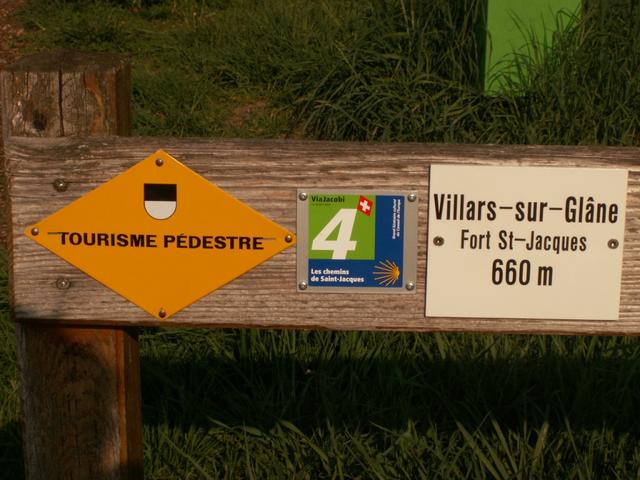 TOURISME PÉDESTRE
ViaJacobi
4
Les chemins
de Saint-Jacques
Villars-sur-Glâne
Fort St-Jacques
660 m